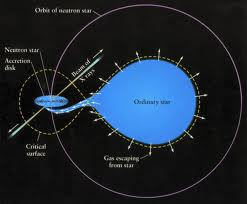 Orbit of neutron star
Neutron star
Accretion
disk
Beam of
x rays
Ordinary star
Critical
surface
Gas escaping
from star